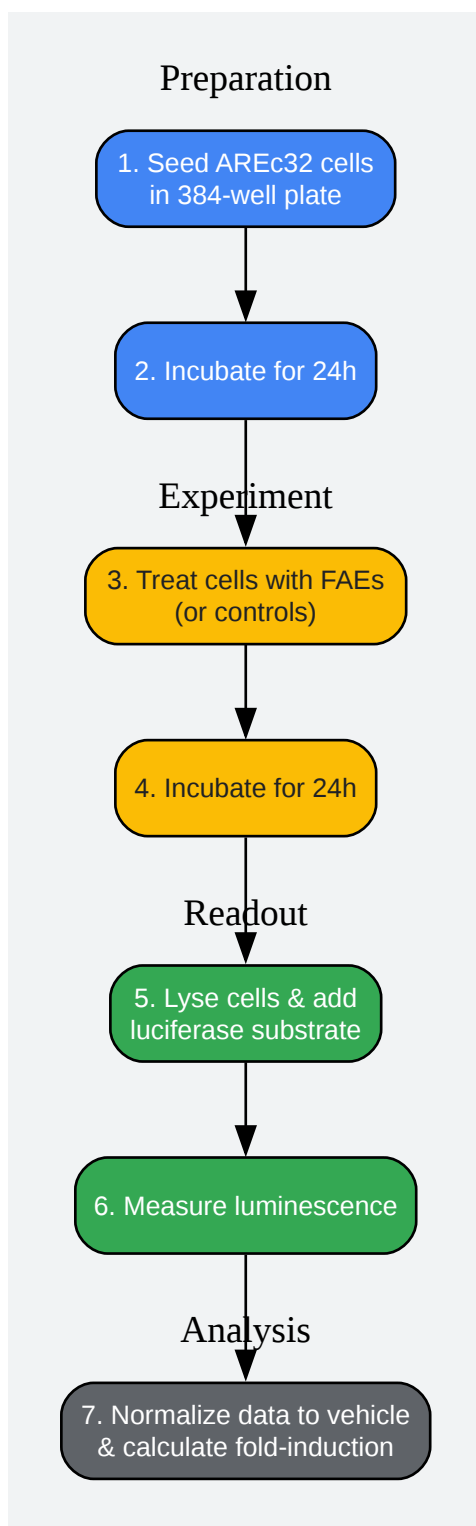 Preparation
1. Seed AREc32 cells
in 384-well plate
2. Incubate for 24h
Experiment
3. Treat cells with FAEs
(or controls)
4. Incubate for 24h
Readout
5. Lyse cells & add
luciferase substrate
6. Measure luminescence
Analysis
7. Normalize data to vehicle
& calculate fold-induction